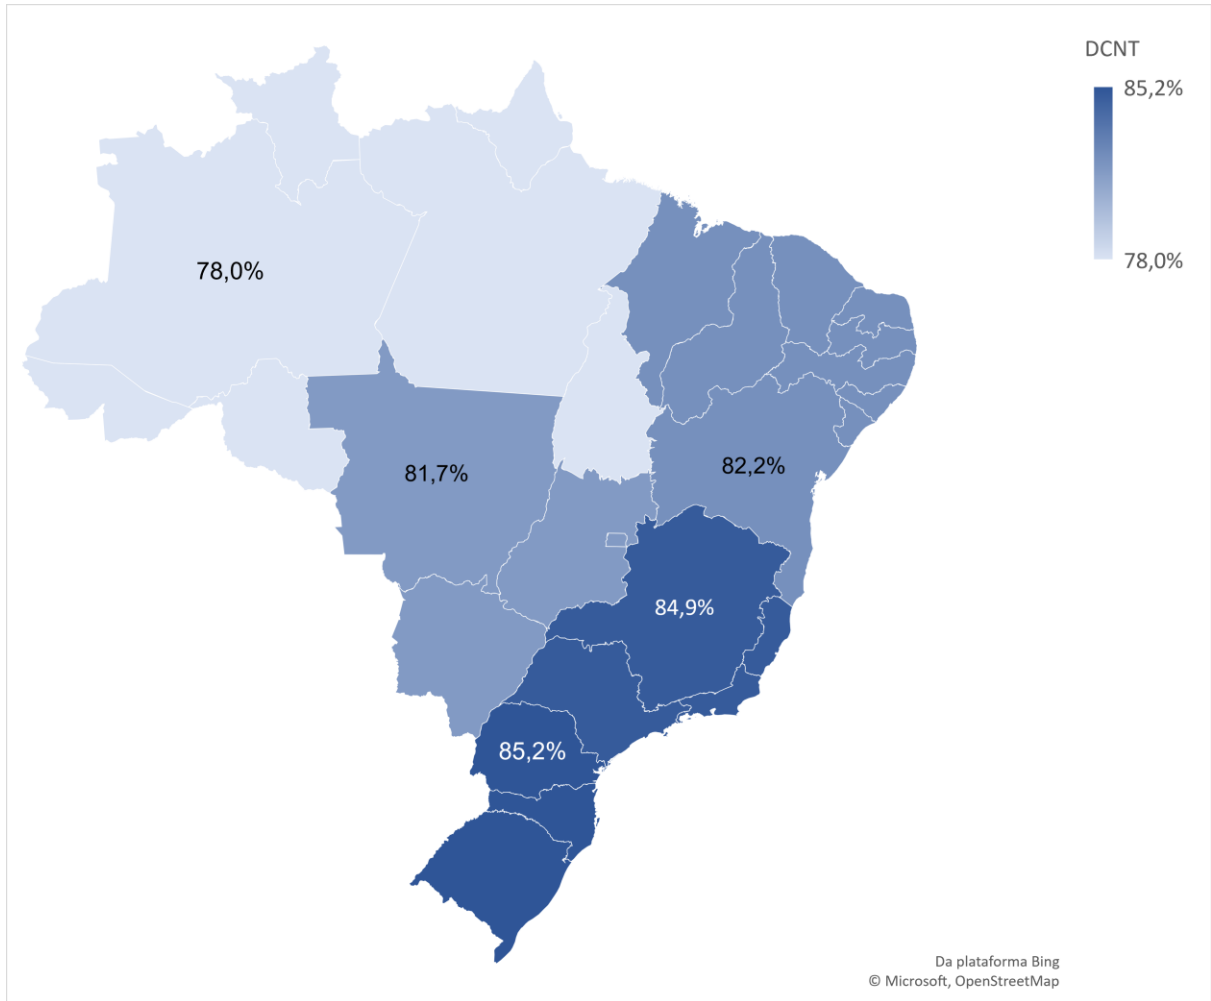 DCNT
85,2%
78,0%
78,0%
81,7%
82,2%
84,9%
85,2%
Da plataforma Bing
© Microsoft, OpenStreetMap